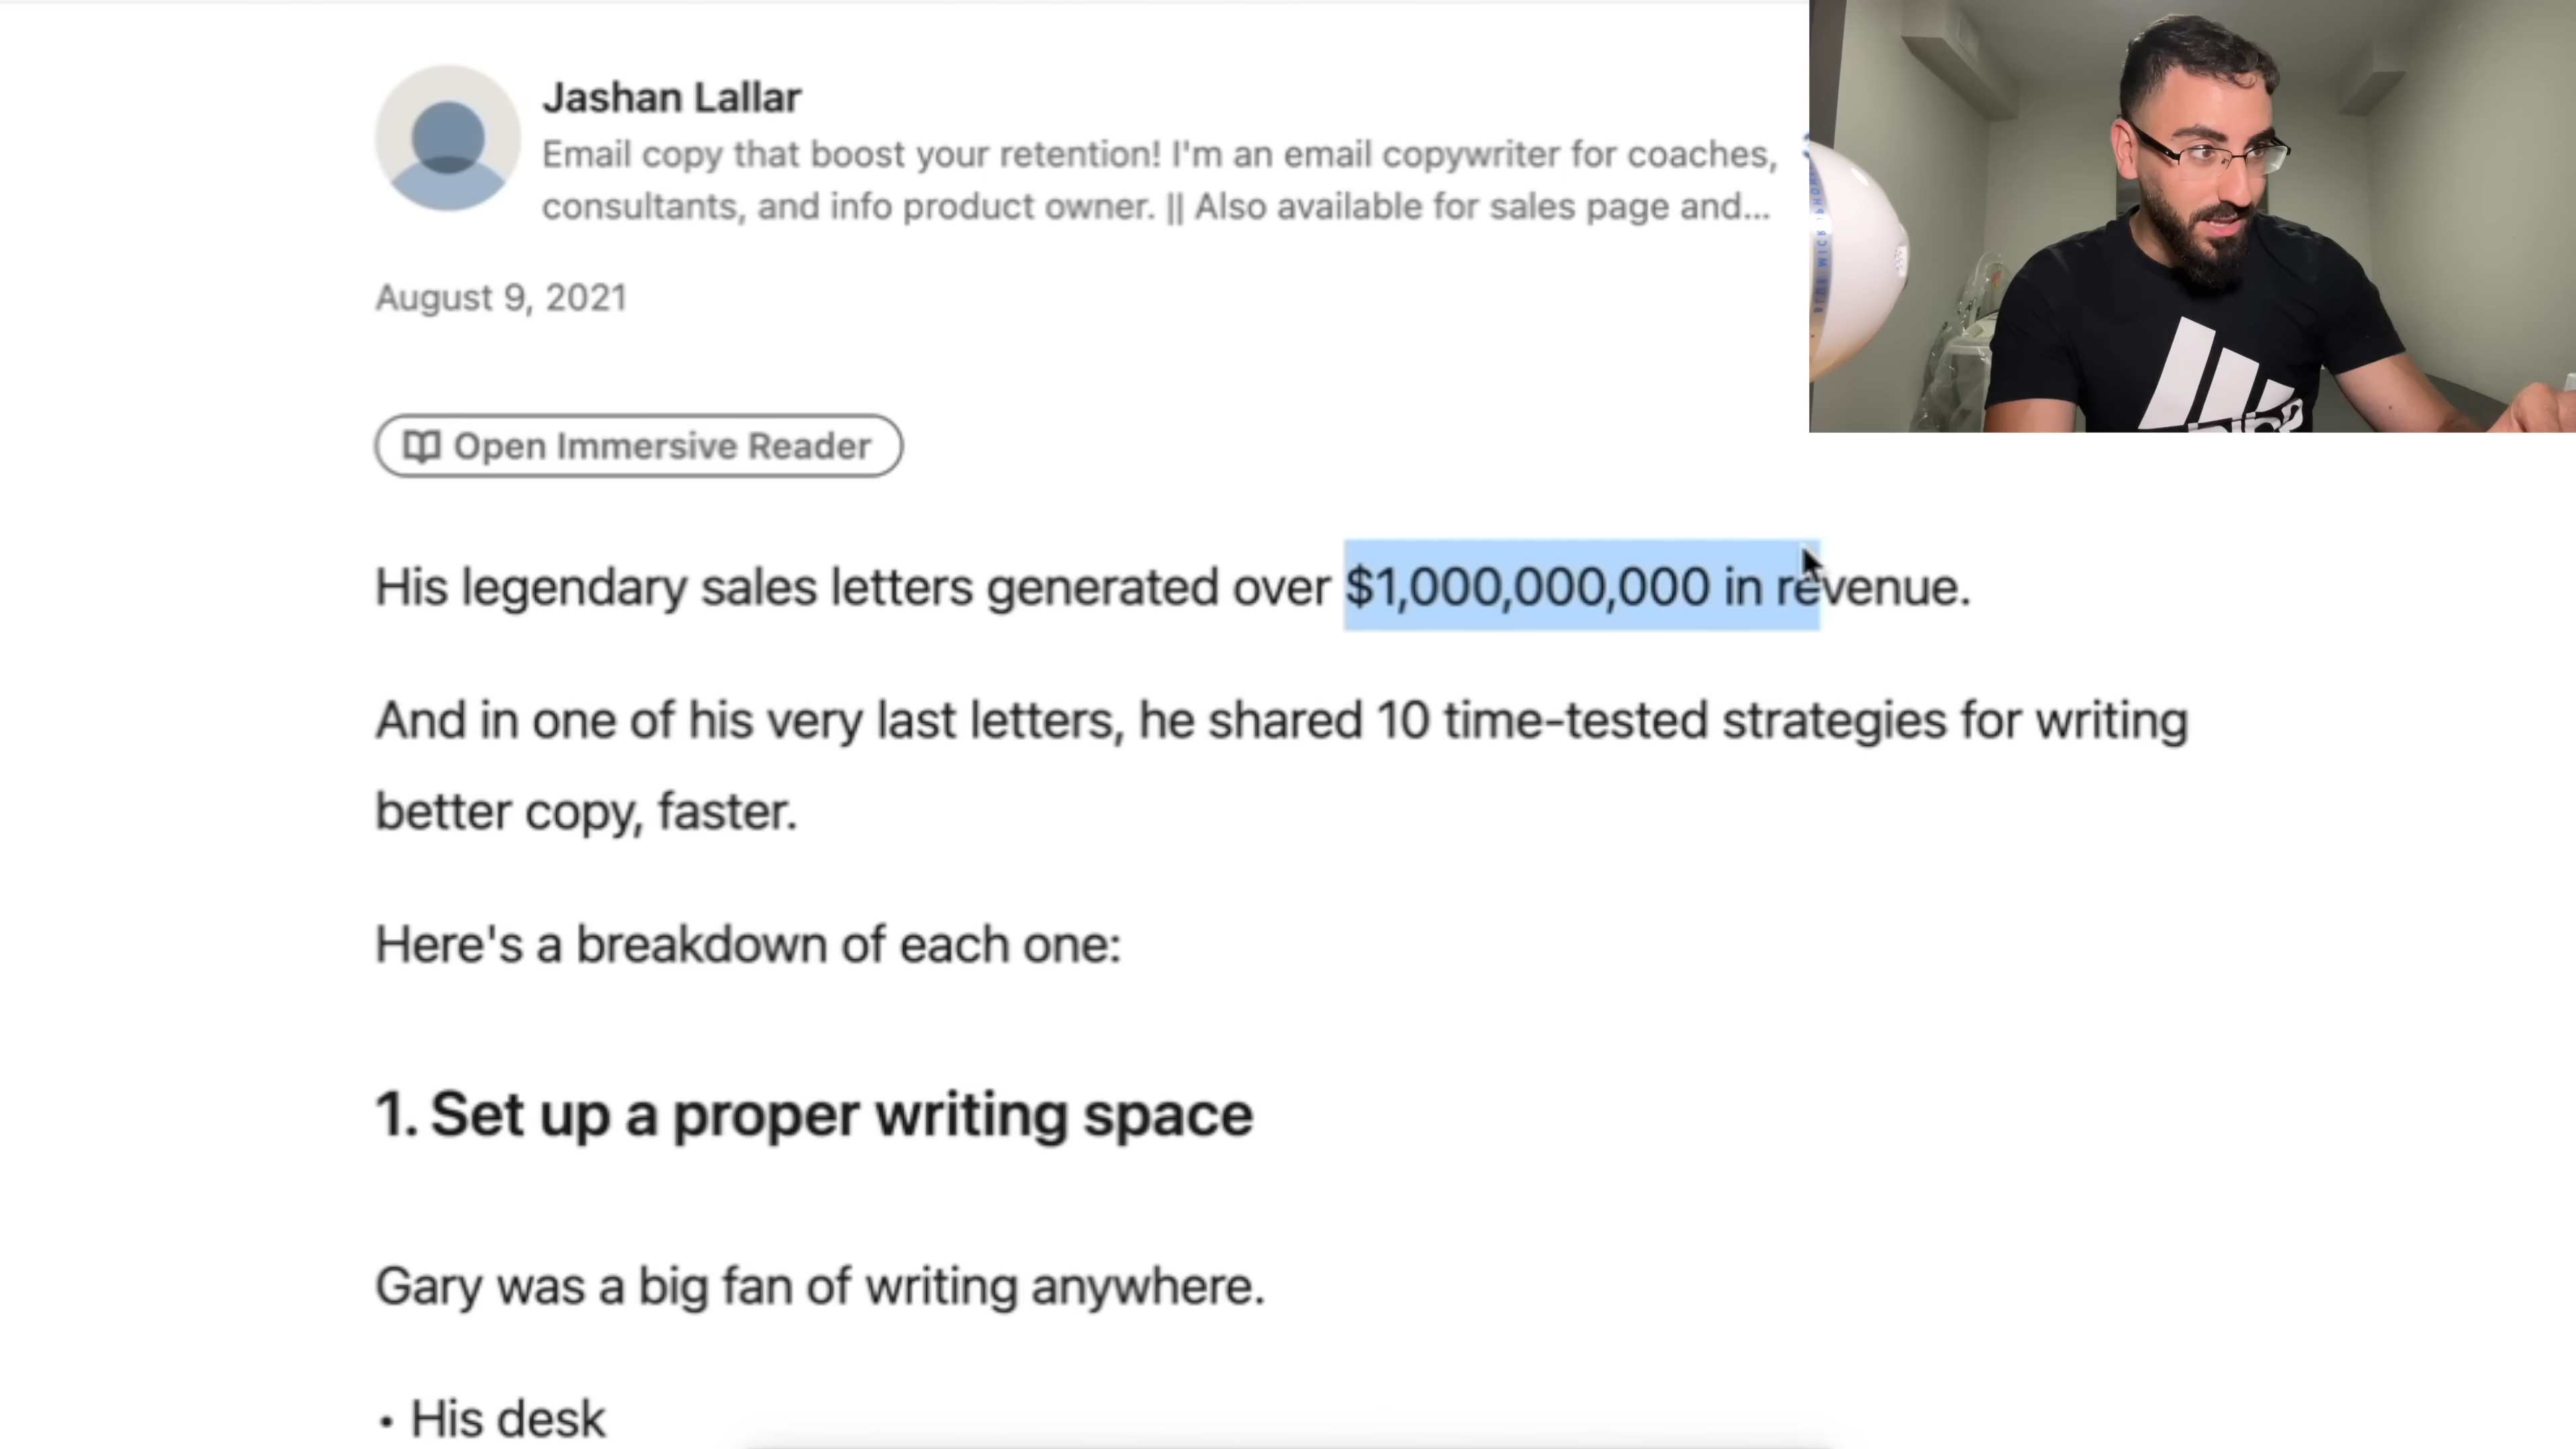 Jashan Lallar
Email copy that boost your retention! I'm an email copywriter for coaches,
consultants, and info product owner. || Also available for sales page and...
August 9, 2021
Open Immersive Reader
His legendary sales letters generated over $1,000,000,000 in revenue.
And in one of his very last letters, he shared 10 time-tested strategies for writing
better copy, faster.
Here's a breakdown of each one:
1. Set up a proper writing space
Gary was a big fan of writing anywhere.
• His desk